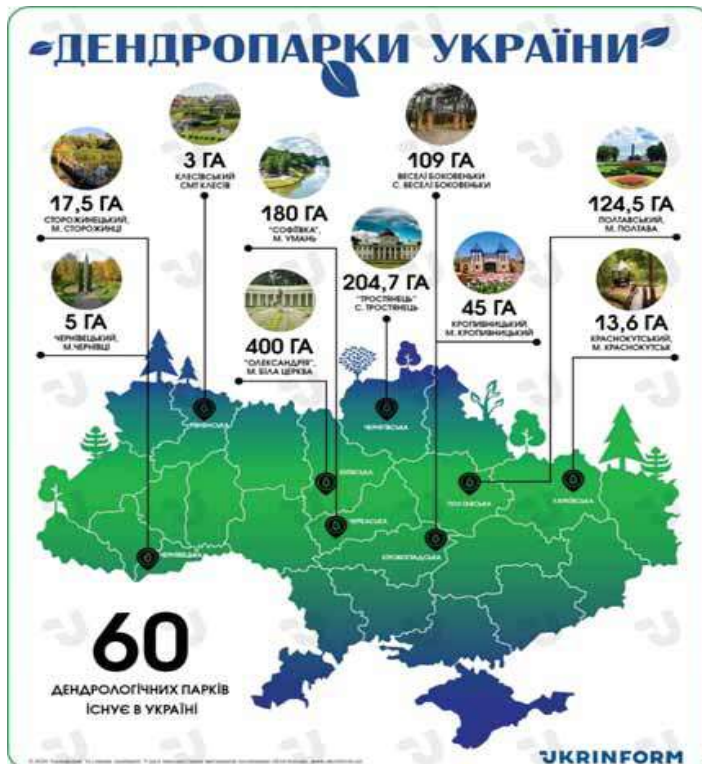 ДЕНДРОПАРКИ УКРАЇНИ
17,5 ГА
СТОРОЖИНЕЦЬКИЙ,
М. СТОРОЖИНЦІ
3 ГА
КЛЕСІВСЬКИЙ
СМТ КЛЕСІВ
180 ГА
"СОФІЇВКА",
М. УМАНЬ
109 ГА
ВЕСЕЛІ БОКОВЕНЬКИ
С. ВЕСЕЛІ БОКОВЕНЬКИ
124,5 ГА
ПОЛТАВСЬКИЙ,
М. ПОЛТАВА
5 ГА
ЧЕРНІВЕЦЬКИЙ,
М.ЧЕРНІВЦІ
400 ГА
"ОЛЕКСАНДРІЯ",
М. БІЛА ЦЕРКВА
204,7 ГА
"ТРОСТЯНЕЦЬ"
С. ТРОСТЯНЕЦЬ
45 ГА
КРОПИВНИЦЬКИЙ,
М. КРОПИВНИЦЬКИЙ
13,6 ГА
КРАСНОКУТСЬКИЙ,
М. КРАСНОКУТСЬК
РІВНЕНСЬКА
ЧЕРНІГІВСЬКА
КИЇВСЬКА
ПОЛТАВСЬКА
ХАРКІВСЬКА
ЧЕРКАСЬКА
ЧЕРНІВЕЦЬКА
КІРОВОГРАДСЬКА
60
ДЕНДРОЛОГІЧНИХ ПАРКІВ
ІСНУЄ В УКРАЇНІ
UKRINFORM